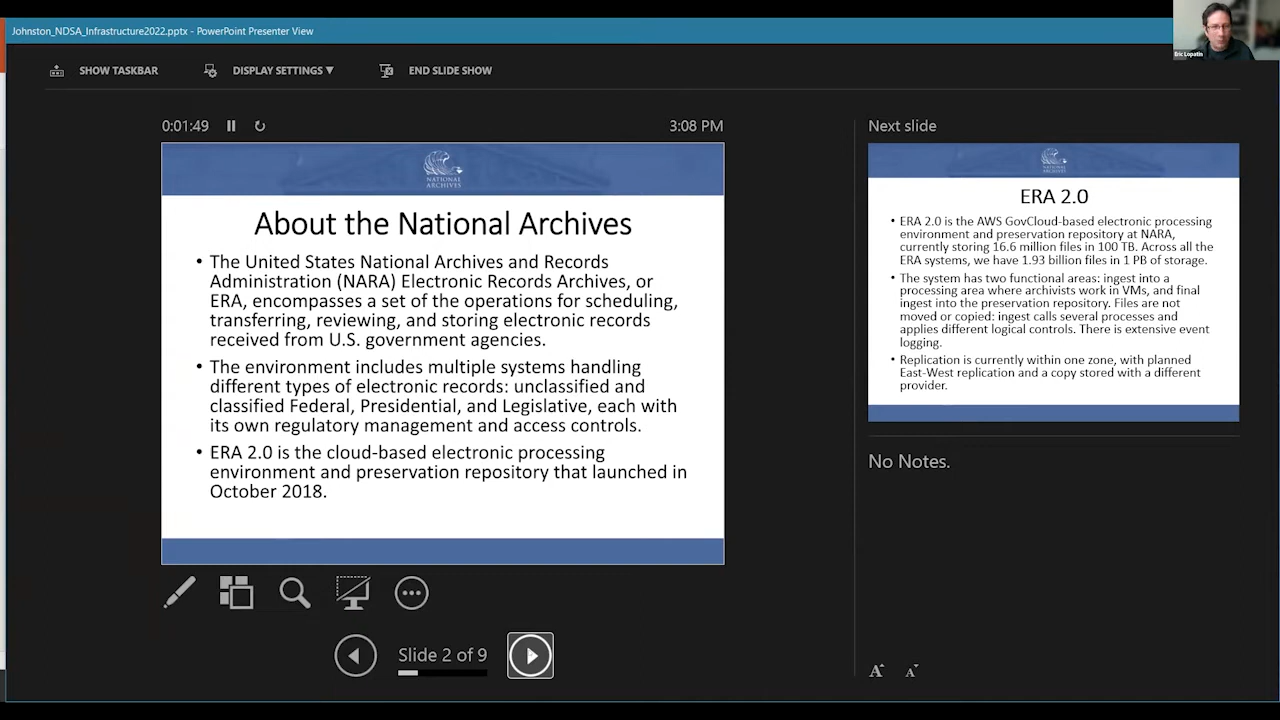 Johnston_NDSA_Infrastructure2022.pptx - PowerPoint Presenter View
Eric Lopatin
SHOW TASKBAR
DISPLAY SETTINGS ▼
END SLIDE SHOW
0:01:49
3:08 PM
NATIONAL
ARCHIVES
About the National Archives
• The United States National Archives and Records
Administration (NARA) Electronic Records Archives, or
ERA, encompasses a set of the operations for scheduling,
transferring, reviewing, and storing electronic records
received from U.S. government agencies.
• The environment includes multiple systems handling
different types of electronic records: unclassified and
classified Federal, Presidential, and Legislative, each with
its own regulatory management and access controls.
• ERA 2.0 is the cloud-based electronic processing
environment and preservation repository that launched in
October 2018.
Slide 2 of 9
Next slide
NATIONAL
ARCHIVES
ERA 2.0
• ERA 2.0 is the AWS GovCloud-based electronic processing
environment and preservation repository at NARA,
currently storing 16.6 million files in 100 TB. Across all the
ERA systems, we have 1.93 billion files in 1 PB of storage.
• The system has two functional areas: ingest into a
processing area where archivists work in VMs, and final
ingest into the preservation repository. Files are not
moved or copied: ingest calls several processes and
applies different logical controls. There is extensive event
logging.
• Replication is currently within one zone, with planned
East-West replication and a copy stored with a different
provider.
No Notes.
A A